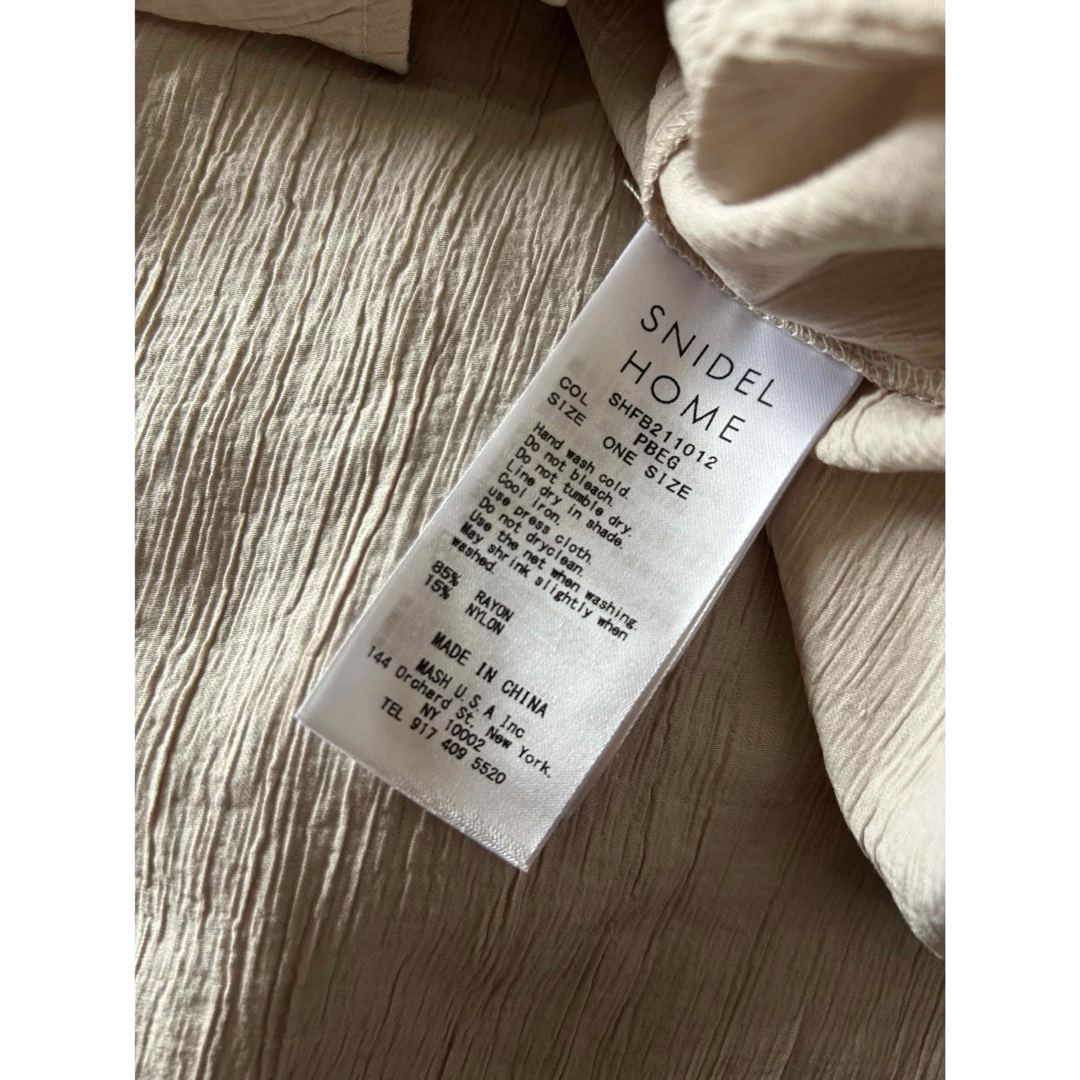 SNIDEL
HOME
SHFB211012
COL PBEG
SIZE ONE SIZE
Hand wash cold.
Do not bleach.
Do not tumble dry.
Line dry in shade.
Cool iron.
use press cloth.
Do not dryclean.
Use the net when washing.
May shrink slightly when
washed.
85% RAYON
15% NYLON
MADE IN CHINA
MASH U.S.A Inc
144 Orchard St. New York.
NY 10002
TEL 917 409 5520